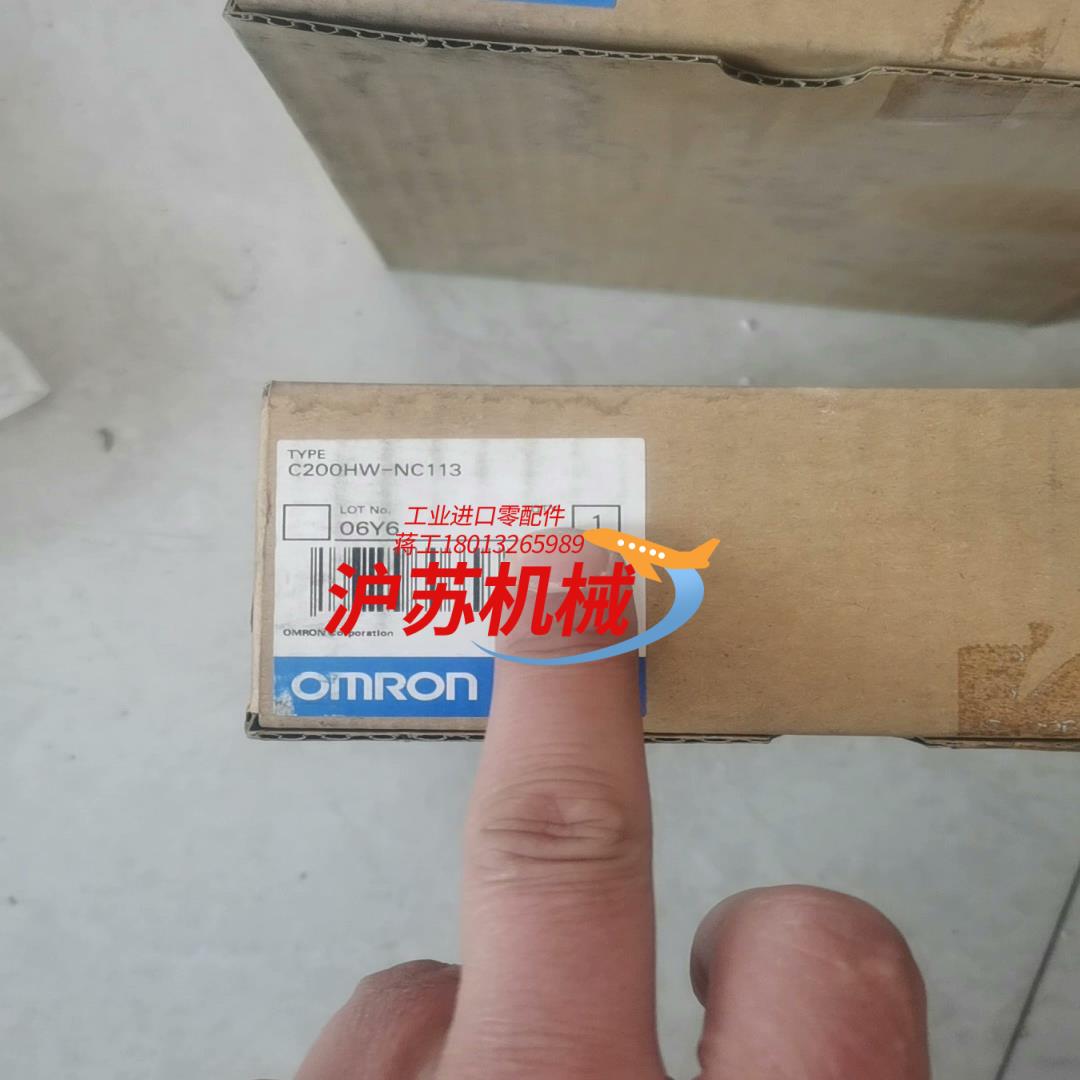 TYPE
C200HW-NC113
LOT No.
06Y6
1
工业进口零配件
蒋工18013265989
沪苏机械
OMRON Corporation
OMRON